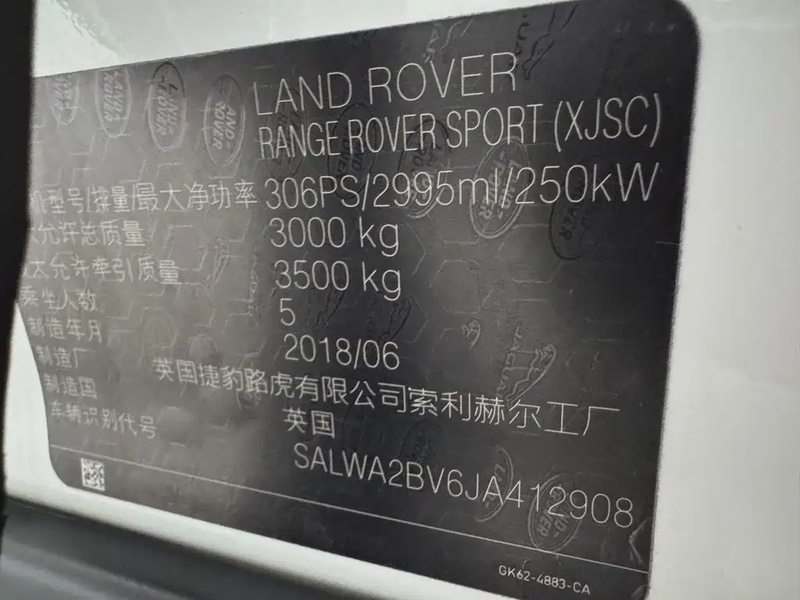 LAND ROVER
RANGE ROVER SPORT (XJSC)
机型号/排量/最大净功率 306PS/2995ml/250kW
允许总质量 3000 kg
大允许牵引质量 3500 kg
乘坐人数 5
制造年月 2018/06
制造厂 英国捷豹路虎有限公司索利赫尔工厂
制造国 英国
车辆识别代号 SALWA2BV6JA412908
GK62-4883-CA